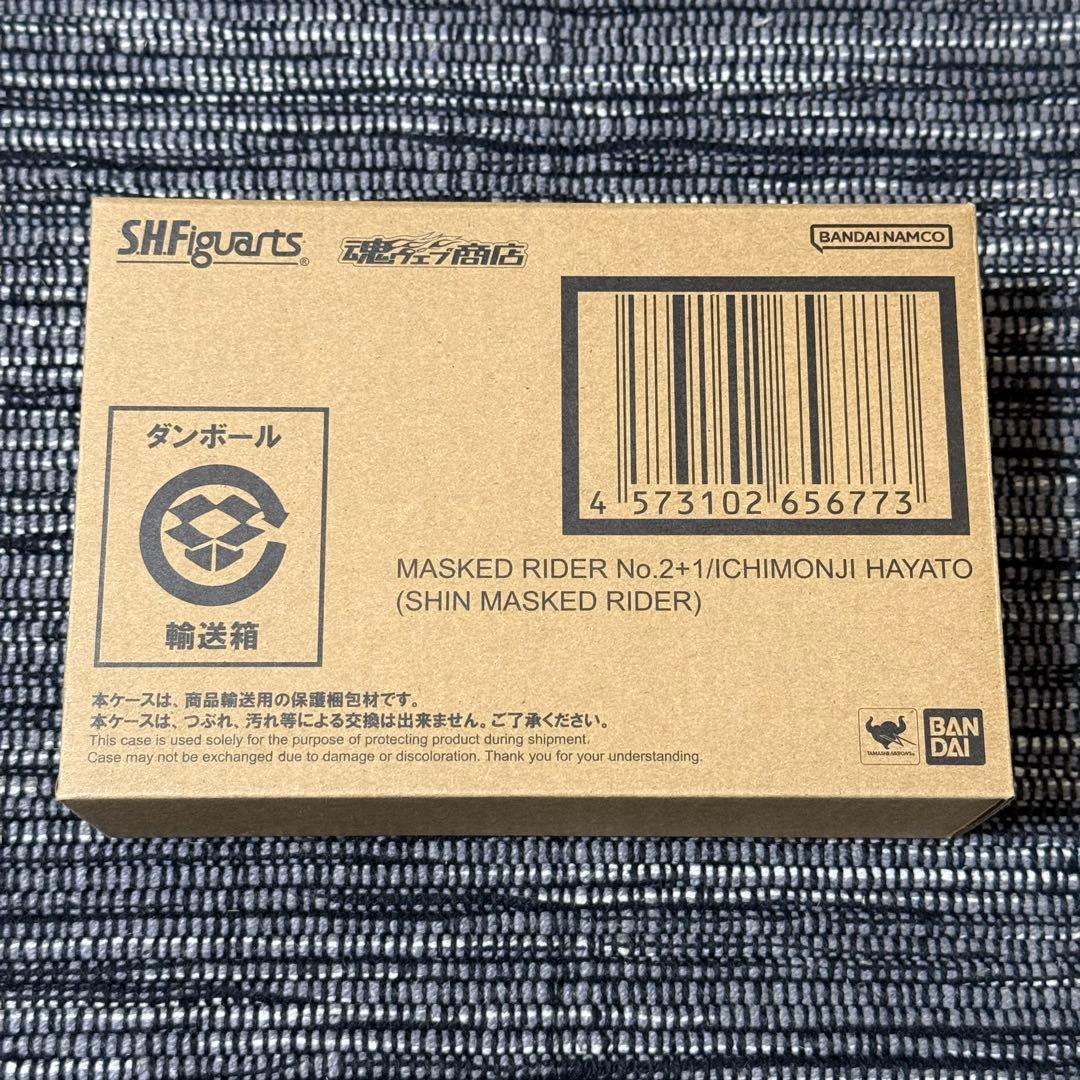 S.H.Figuarts®
魂ウェブ商店
BANDAI NAMCO
4 573102 656773
ダンボール
輸送箱
MASKED RIDER No.2+1/ICHIMONJI HAYATO
(SHIN MASKED RIDER)
本ケースは、商品輸送用の保護梱包材です。
本ケースは、つぶれ、汚れ等による交換は出来ません。ご了承ください。
This case is used solely for the purpose of protecting product during shipment.
Case may not be exchanged due to damage or discoloration. Thank you for your understanding.
TAMASHII NATIONS
BAN
DAI